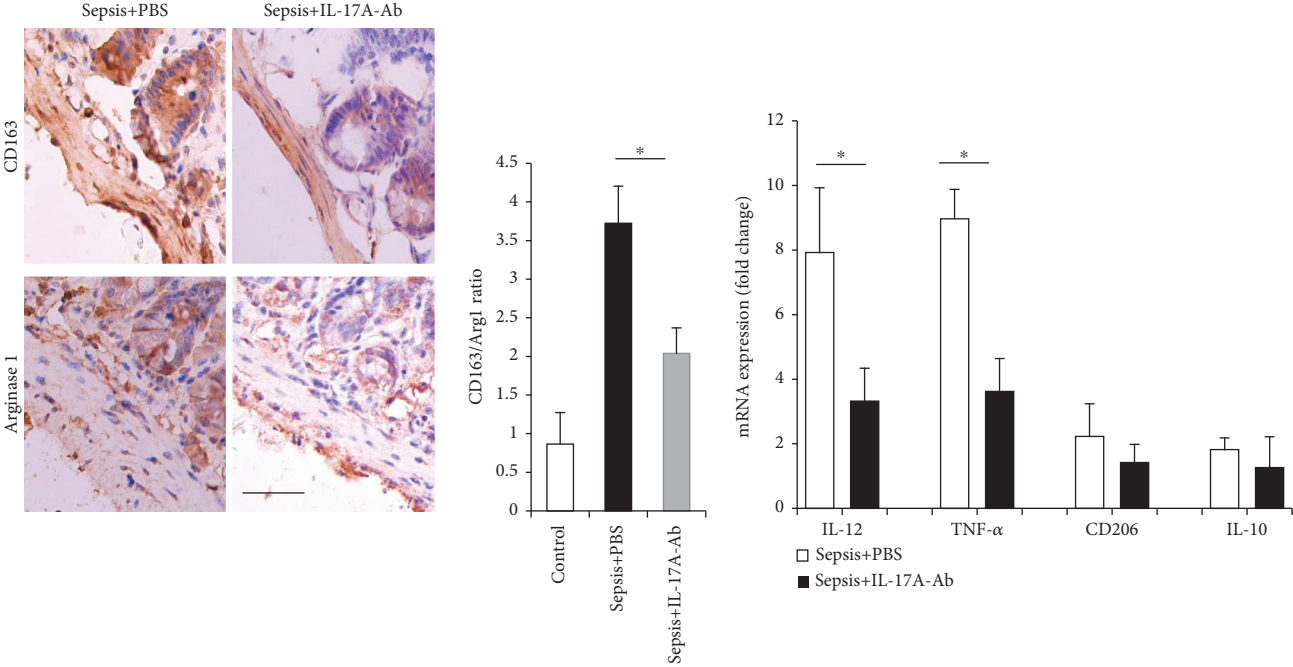 Sepsis+PBS
Sepsis+IL-17A-Ab
CD163
Arginase 1
CD163/Arg1 ratio
4.5
4
3.5
3
2.5
2
1.5
1
0.5
0
*
Control
Sepsis+PBS
Sepsis+IL-17A-Ab
mRNA expression (fold change)
12
10
8
6
4
2
0
*
*
IL-12
TNF-α
CD206
IL-10
Sepsis+PBS
Sepsis+IL-17A-Ab